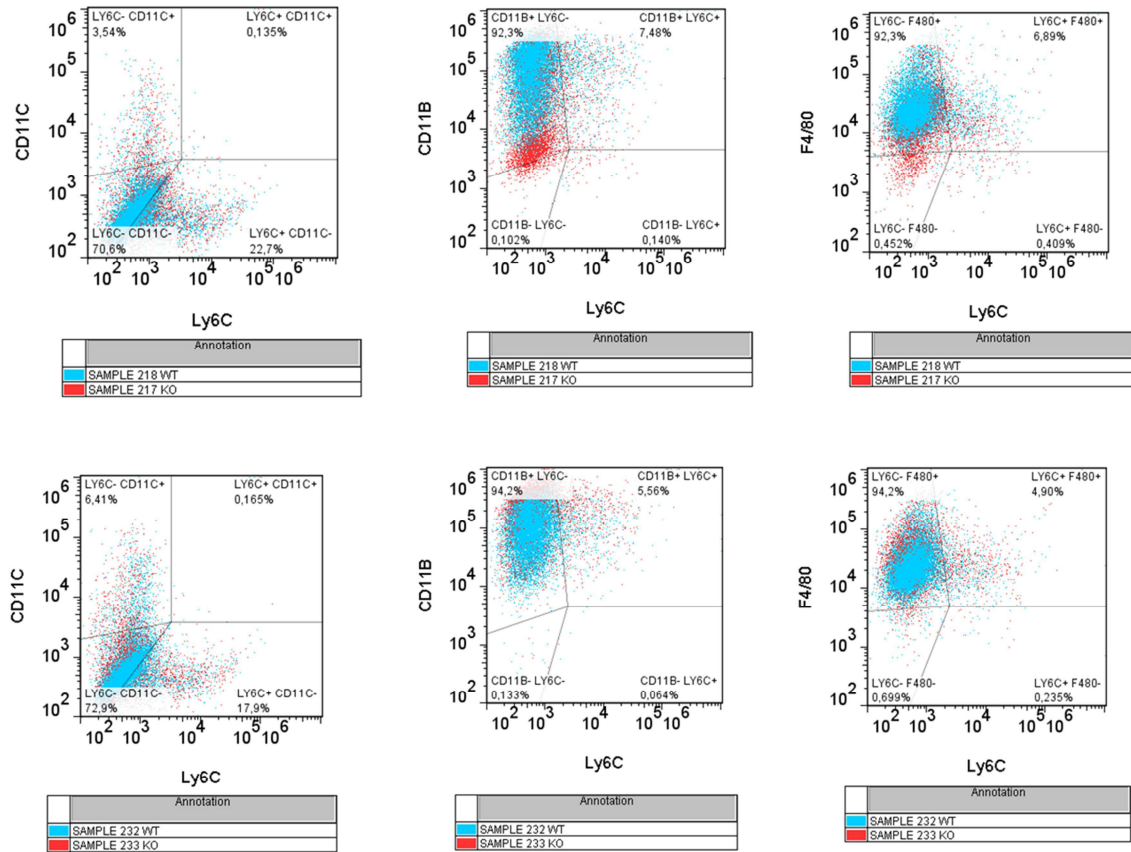 LY6C- CD11C+ LY6C+ CD11C+
3,54% 0,135%
10^6
10^5
10^4
10^3
10^2
CD11C
LY6C- CD11C- LY6C+ CD11C-
70,6% 22,7%
10^2 10^3 10^4 10^5 10^6
Ly6C
Annotation
SAMPLE 218 WT
SAMPLE 217 KO
CD11B+ LY6C- CD11B+ LY6C+
92,3% 7,48%
10^6
10^5
10^4
10^3
10^2
CD11B
CD11B- LY6C- CD11B- LY6C+
0,102% 0,140%
10^2 10^3 10^4 10^5 10^6
Ly6C
Annotation
SAMPLE 218 WT
SAMPLE 217 KO
LY6C- F480+ LY6C+ F480+
92,3% 6,89%
10^6
10^5
10^4
10^3
10^2
F4/80
LY6C- F480- LY6C+ F480-
0,452% 0,409%
10^2 10^3 10^4 10^5 10^6
Ly6C
Annotation
SAMPLE 218 WT
SAMPLE 217 KO
LY6C- CD11C+ LY6C+ CD11C+
6,41% 0,165%
10^6
10^5
10^4
10^3
10^2
CD11C
LY6C- CD11C- LY6C+ CD11C-
72,9% 17,9%
10^2 10^3 10^4 10^5 10^6
Ly6C
Annotation
SAMPLE 232 WT
SAMPLE 233 KO
CD11B+ LY6C- CD11B+ LY6C+
94,2% 5,56%
10^6
10^5
10^4
10^3
10^2
CD11B
CD11B- LY6C- CD11B- LY6C+
0,133% 0,064%
10^2 10^3 10^4 10^5 10^6
Ly6C
Annotation
SAMPLE 232 WT
SAMPLE 233 KO
LY6C- F480+ LY6C+ F480+
94,2% 4,90%
10^6
10^5
10^4
10^3
10^2
F4/80
LY6C- F480- LY6C+ F480-
0,699% 0,235%
10^2 10^3 10^4 10^5 10^6
Ly6C
Annotation
SAMPLE 232 WT
SAMPLE 233 KO